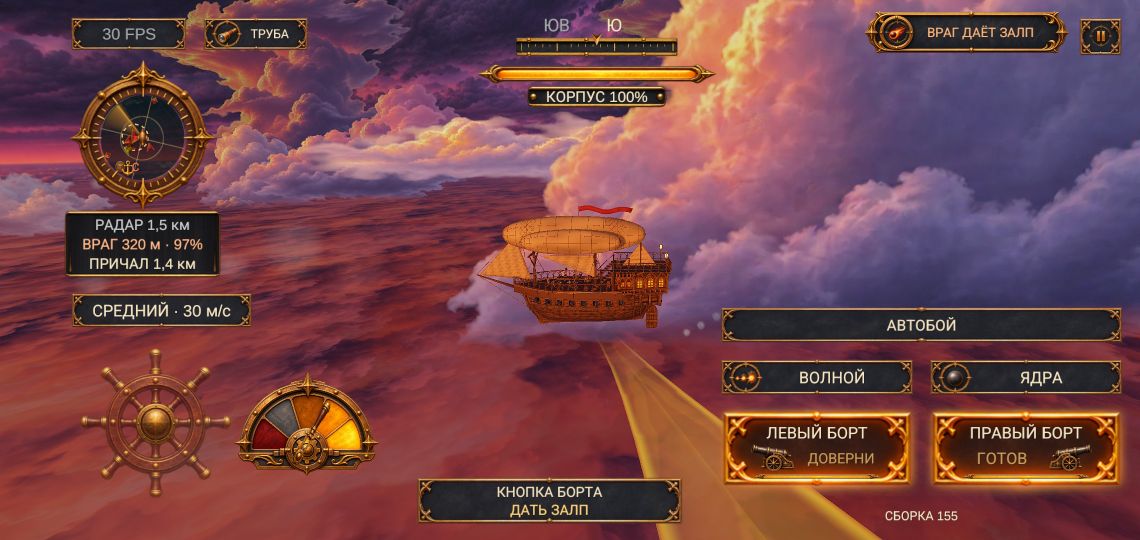 30 FPS
ТРУБА
ЮВ Ю
КОРПУС 100%
ВРАГ ДАЁТ ЗАЛП
РАДАР 1,5 км
ВРАГ 320 м · 97%
ПРИЧАЛ 1,4 км
СРЕДНИЙ · 30 м/с
АВТОБОЙ
ВОЛНОЙ
ЯДРА
ЛЕВЫЙ БОРТ
ДОВЕРНИ
ПРАВЫЙ БОРТ
ГОТОВ
КНОПКА БОРТА
ДАТЬ ЗАЛП
СБОРКА 155